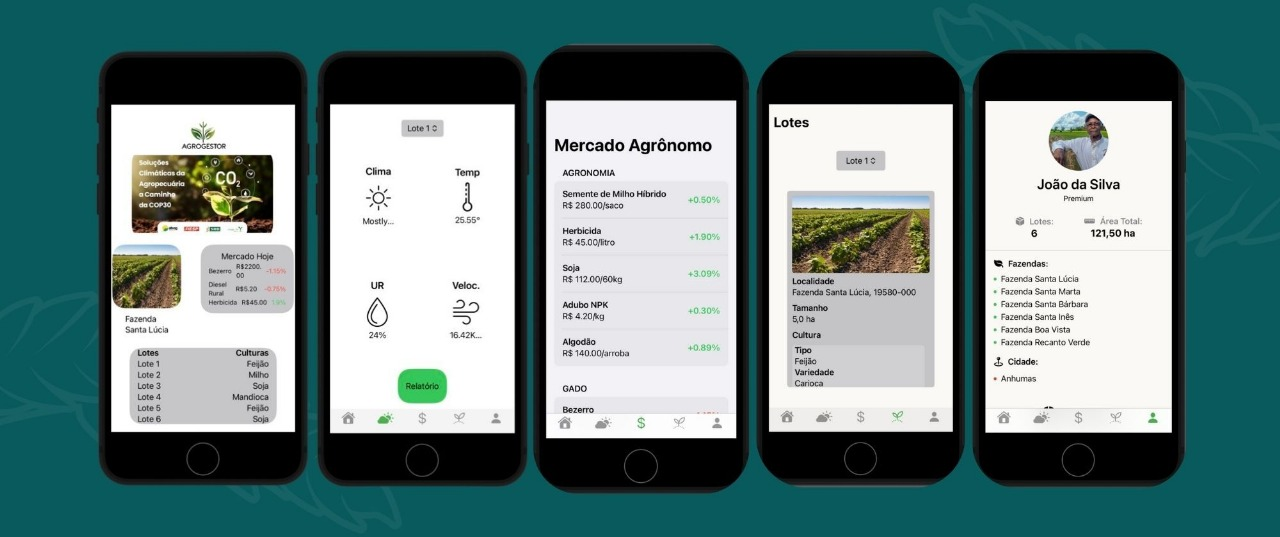 AGROGESTOR
Soluções
Climáticas da
Agropecuária
a Caminho
da COP30
CO2
Fazenda
Santa Lúcia
Mercado Hoje
Bezerro R$2200.00 -1.15%
Diesel Rural R$5.20 -0.75%
Herbicida R$45.00 1.9%
Lotes Culturas
Lote 1 Feijão
Lote 2 Milho
Lote 3 Soja
Lote 4 Mandioca
Lote 5 Feijão
Lote 6 Soja
Lote 1
Clima Temp
Mostly... 25.55°
UR Veloc.
24% 16.42K...
Relatório
Mercado Agrônomo
AGRONOMIA
Semente de Milho Híbrido
R$ 280.00/saco +0.50%
Herbicida
R$ 45.00/litro +1.90%
Soja
R$ 112.00/60kg +3.09%
Adubo NPK
R$ 4.20/kg +0.30%
Algodão
R$ 140.00/arroba +0.89%
GADO
Bezerro
$
Lotes
Lote 1
Localidade
Fazenda Santa Lúcia, 19580-000
Tamanho
5,0 ha
Cultura
Tipo
Feijão
Variedade
Carioca
João da Silva
Premium
Lotes: Área Total:
6 121,50 ha
Fazendas:
Fazenda Santa Lúcia
Fazenda Santa Marta
Fazenda Santa Bárbara
Fazenda Santa Inês
Fazenda Boa Vista
Fazenda Recanto Verde
Cidade:
Anhumas